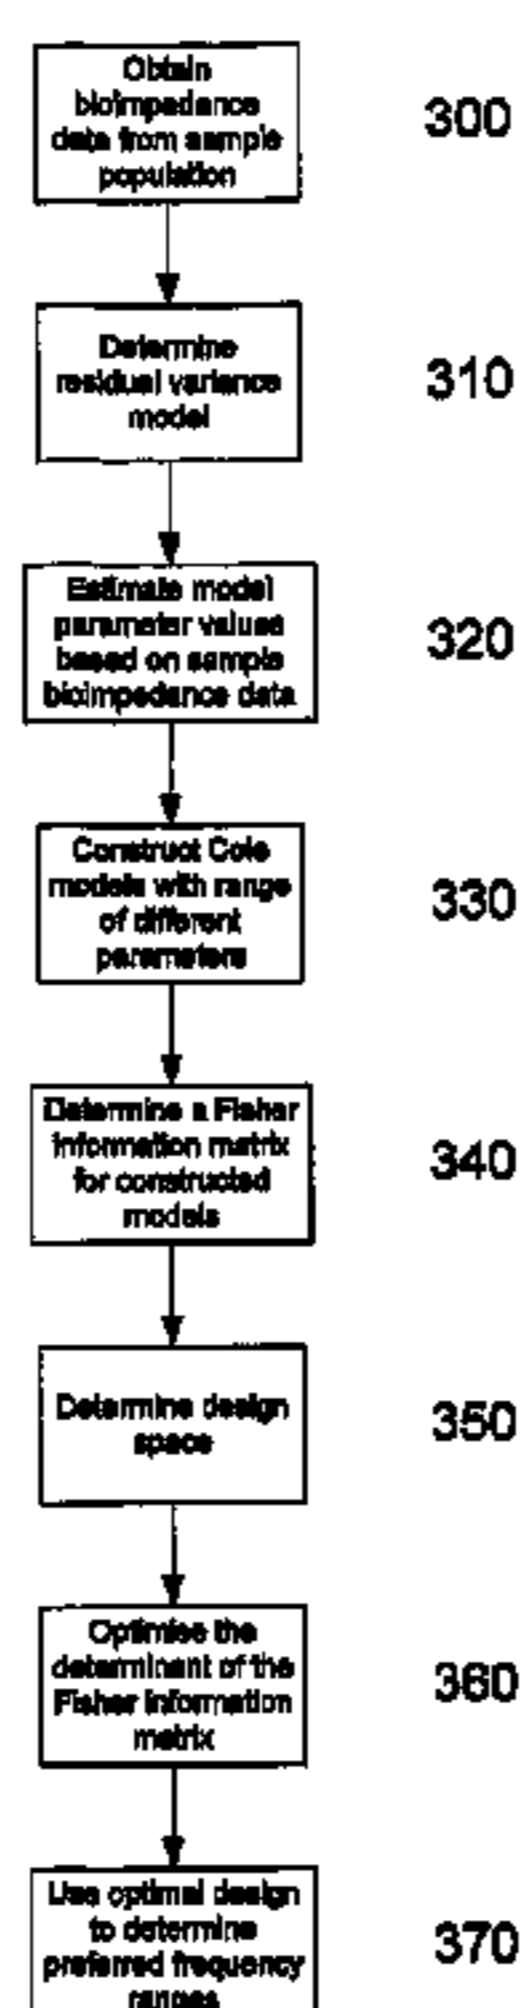 Obtain
bioimpedance
data from sample
population
300
Determine
residual variance
model
310
Estimate model
parameter values
based on sample
bioimpedance data
320
Construct Cole
models with range
of different
parameters
330
Determine a Fisher
information matrix
for constructed
models
340
Determine design
space
350
Optimise the
determinant of the
Fisher information
matrix
360
Use optimal design
to determine
preferred frequency
ranges
370